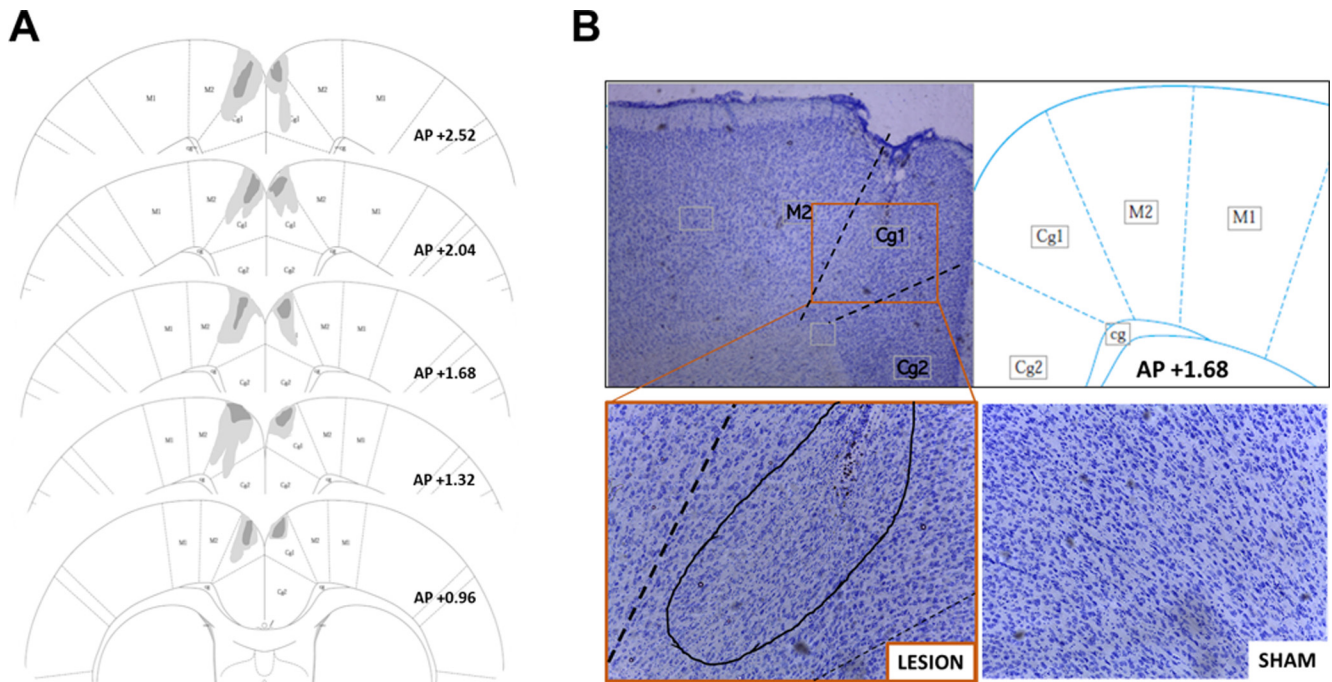 A
B
M1 M2 M2 M1
Cg1 Cg1
AP +2.52
M1 M2 M2 M1
Cg1 Cg1
Cg2 Cg2
AP +2.04
M1 M2 M2 M1
Cg2 Cg2
AP +1.68
M1 M2 Cg1 M2 M1
Cg2 Cg2
AP +1.32
M1 M2 M2 M1
Cg1
cg cg
Cg2
AP +0.96
M2
Cg1
Cg2
M2 M1
Cg1
cg
Cg2
AP +1.68
LESION
SHAM